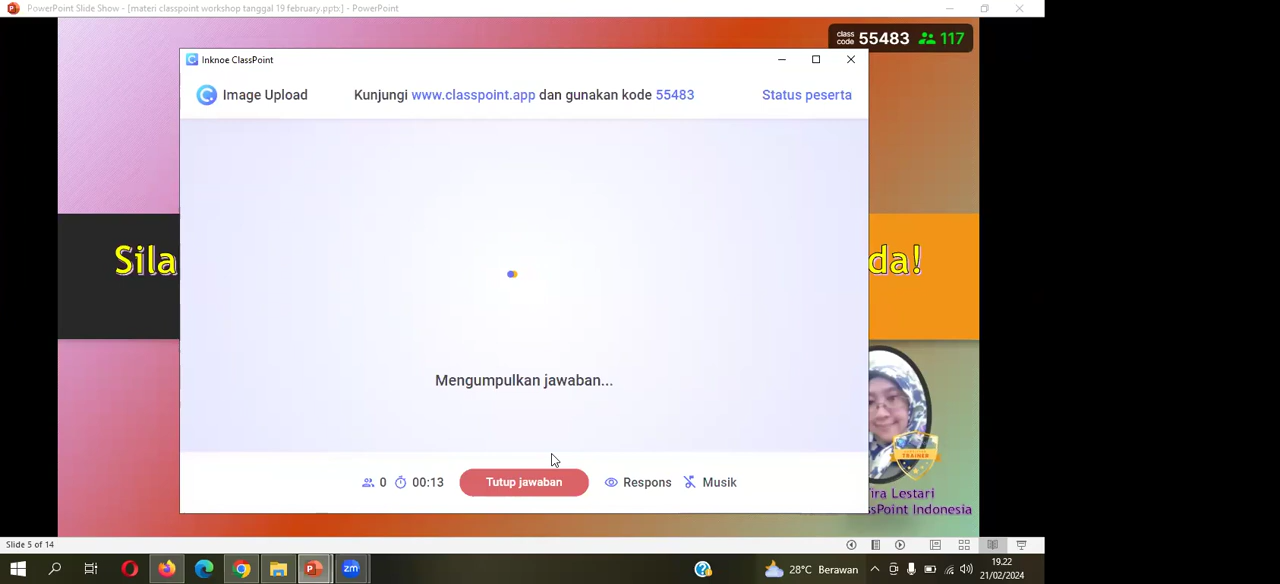 PowerPoint Slide Show - [materi classpoint workshop tanggal 19 february.pptx] - PowerPoint
class code 55483 117
Inknoe ClassPoint
Image Upload
Kunjungi www.classpoint.app dan gunakan kode 55483
Status peserta
Sila
da!
Mengumpulkan jawaban...
TRAINER
0 00:13 Tutup jawaban Respons Musik
Tira Lestari
ssPoint Indonesia
Slide 5 of 14
zm
28°C Berawan
19.22
21/02/2024